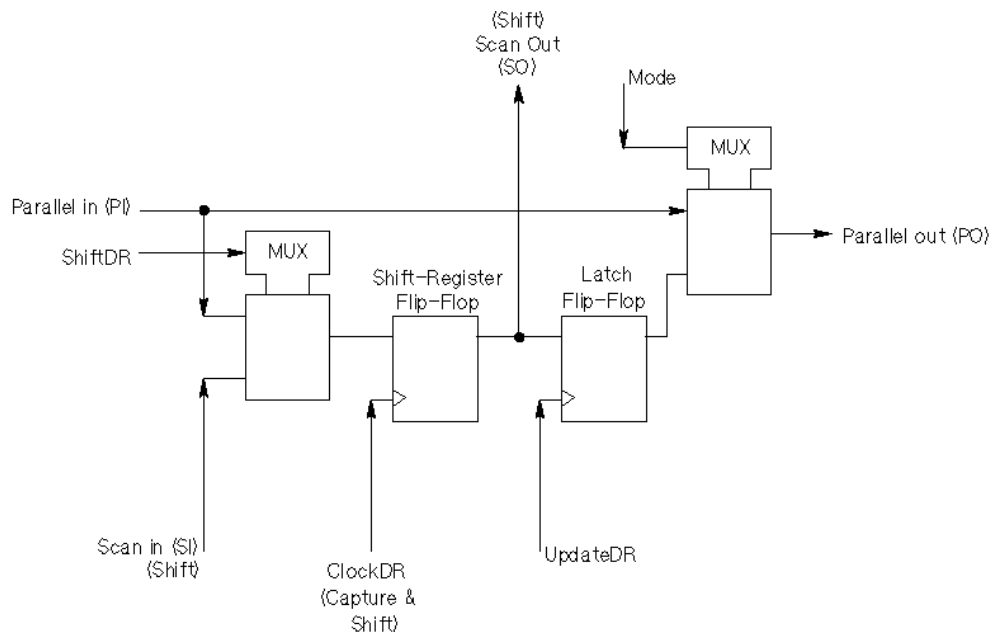 (Shift)
Scan Out
(SO)
Mode
MUX
Parallel in (PI)
Parallel out (PO)
ShiftDR
MUX
Shift-Register
Flip-Flop
Latch
Flip-Flop
Scan in (SI)
(Shift)
ClockDR
(Capture &
Shift)
UpdateDR